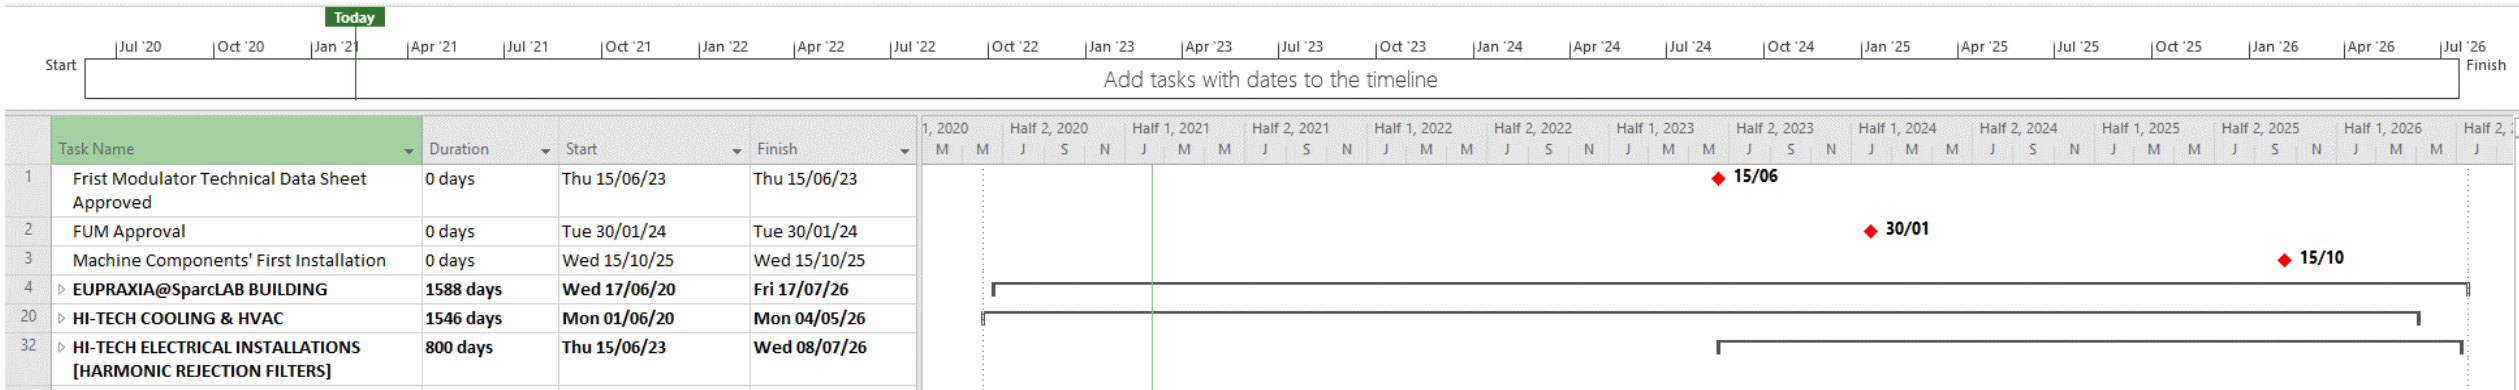 Today
Jul '20 Oct '20 Jan '21 Apr '21 Jul '21 Oct '21 Jan '22 Apr '22 Jul '22 Oct '22 Jan '23 Apr '23 Jul '23 Oct '23 Jan '24 Apr '24 Jul '24 Oct '24 Jan '25 Apr '25 Jul '25 Oct '25 Jan '26 Apr '26 Jul '26
Start Add tasks with dates to the timeline Finish
1, 2020 Half 2, 2020 Half 1, 2021 Half 2, 2021 Half 1, 2022 Half 2, 2022 Half 1, 2023 Half 2, 2023 Half 1, 2024 Half 2, 2024 Half 1, 2025 Half 2, 2025 Half 1, 2026 Half 2,
Task Name Duration Start Finish M M J S N J M M J S N J M M J S N J M M J S N J M M J S N J M M J S N J M M J
1 Frist Modulator Technical Data Sheet 0 days Thu 15/06/23 Thu 15/06/23 15/06
Approved
2 FUM Approval 0 days Tue 30/01/24 Tue 30/01/24 30/01
3 Machine Components' First Installation 0 days Wed 15/10/25 Wed 15/10/25 15/10
4 EUPRAXIA@SparcLAB BUILDING 1588 days Wed 17/06/20 Fri 17/07/26
20 HI-TECH COOLING & HVAC 1546 days Mon 01/06/20 Mon 04/05/26
32 HI-TECH ELECTRICAL INSTALLATIONS 800 days Thu 15/06/23 Wed 08/07/26
[HARMONIC REJECTION FILTERS]